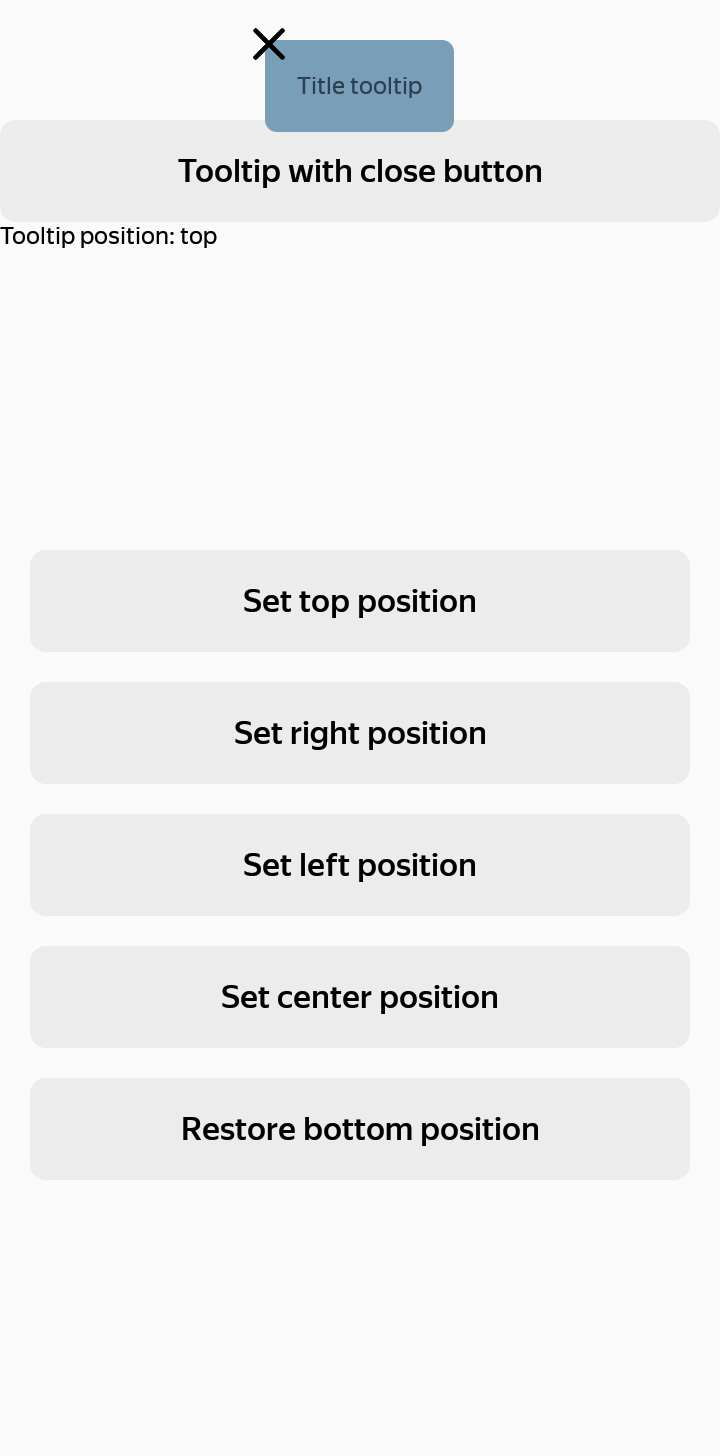 Title tooltip
Tooltip with close button
Tooltip position: top
Set top position
Set right position
Set left position
Set center position
Restore bottom position